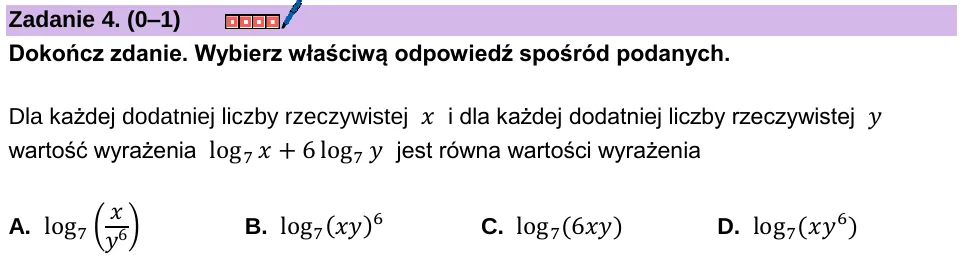 Zadanie 4. (0–1)
Dokończ zdanie. Wybierz właściwą odpowiedź spośród podanych.
Dla każdej dodatniej liczby rzeczywistej x i dla każdej dodatniej liczby rzeczywistej y
wartość wyrażenia log₇ x + 6 log₇ y jest równa wartości wyrażenia
A. log₇ (x/y⁶) B. log₇(xy)⁶ C. log₇(6xy) D. log₇(xy⁶)